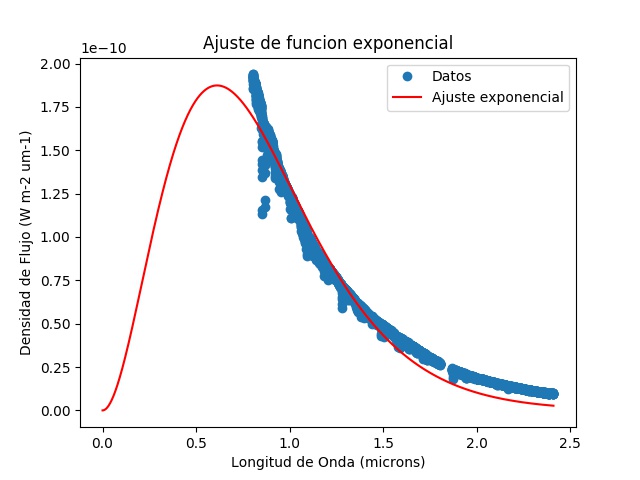 Ajuste de funcion exponencial
1e−10
2.00
1.75
1.50
1.25
1.00
0.75
0.50
0.25
0.00
Densidad de Flujo (W m-2 um-1)
Datos
Ajuste exponencial
0.0 0.5 1.0 1.5 2.0 2.5
Longitud de Onda (microns)